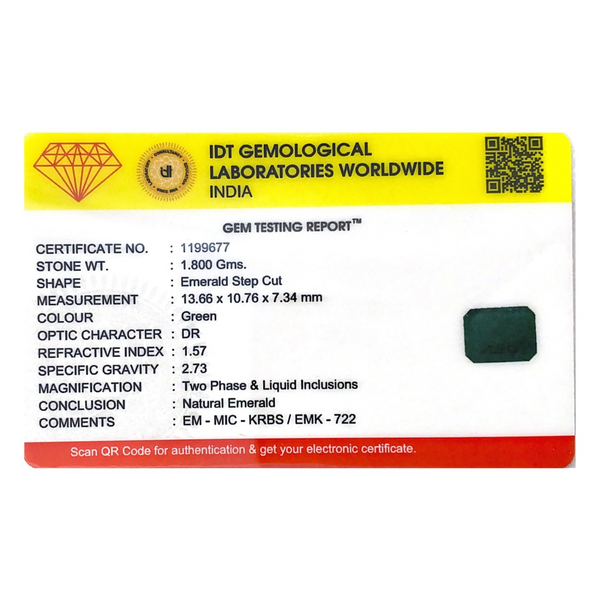 IDT GEMOLOGICAL
LABORATORIES WORLDWIDE
INDIA
GEM TESTING REPORT™
CERTIFICATE NO. : 1199677
STONE WT. : 1.800 Gms.
SHAPE : Emerald Step Cut
MEASUREMENT : 13.66 x 10.76 x 7.34 mm
COLOUR : Green
OPTIC CHARACTER : DR
REFRACTIVE INDEX : 1.57
SPECIFIC GRAVITY : 2.73
MAGNIFICATION : Two Phase & Liquid Inclusions
CONCLUSION : Natural Emerald
COMMENTS : EM - MIC - KRBS / EMK - 722
Scan QR Code for authentication & get your electronic certificate.